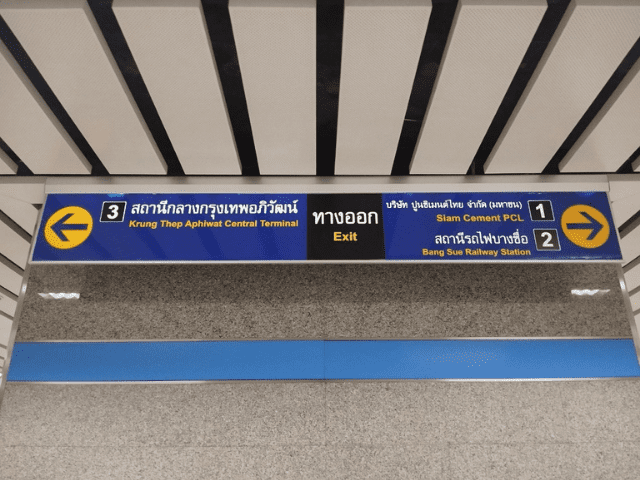 3 สถานีกลางกรุงเทพอภิวัฒน์
Krung Thep Aphiwat Central Terminal
ทางออก
Exit
บริษัท ปูนซิเมนต์ไทย จำกัด (มหาชน) 1
Siam Cement PCL
สถานีรถไฟบางซื่อ 2
Bang Sue Railway Station